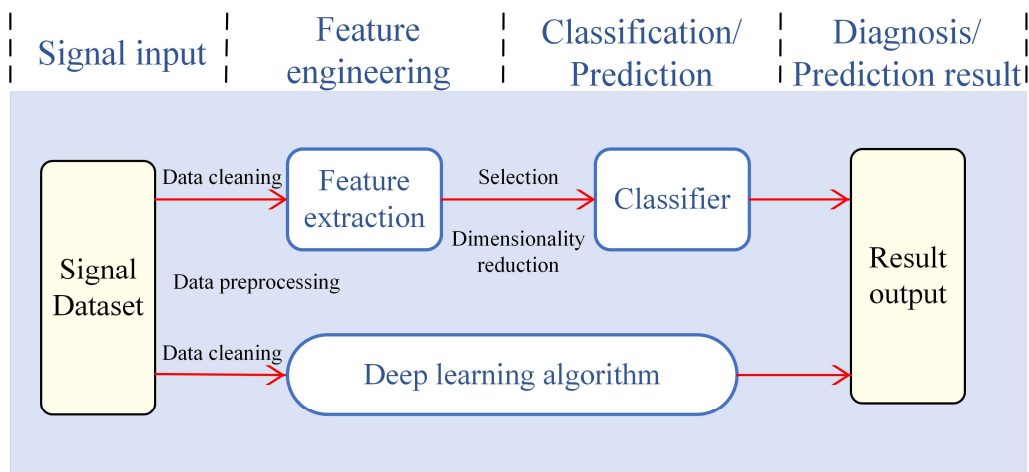 Signal input
Feature
engineering
Classification/
Prediction
Diagnosis/
Prediction result
Signal
Dataset
Data cleaning
Feature
extraction
Selection
Dimensionality
reduction
Classifier
Data preprocessing
Data cleaning
Deep learning algorithm
Result
output